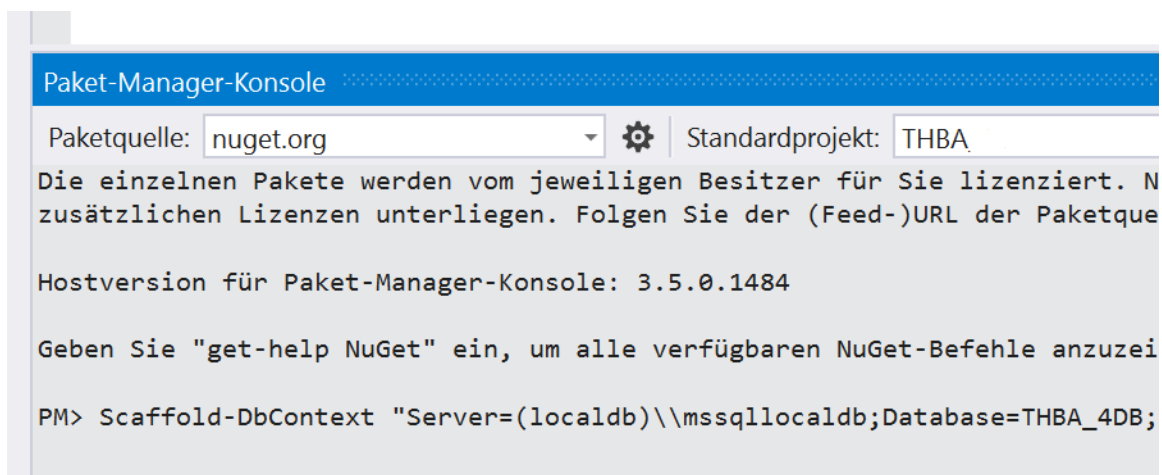 Paket-Manager-Konsole
Paketquelle: nuget.org Standardprojekt: THBA
Die einzelnen Pakete werden vom jeweiligen Besitzer für Sie lizenziert. N
zusätzlichen Lizenzen unterliegen. Folgen Sie der (Feed-)URL der Paketque
Hostversion für Paket-Manager-Konsole: 3.5.0.1484
Geben Sie "get-help NuGet" ein, um alle verfügbaren NuGet-Befehle anzuzei
PM> Scaffold-DbContext "Server=(localdb)\\mssqllocaldb;Database=THBA_4DB;